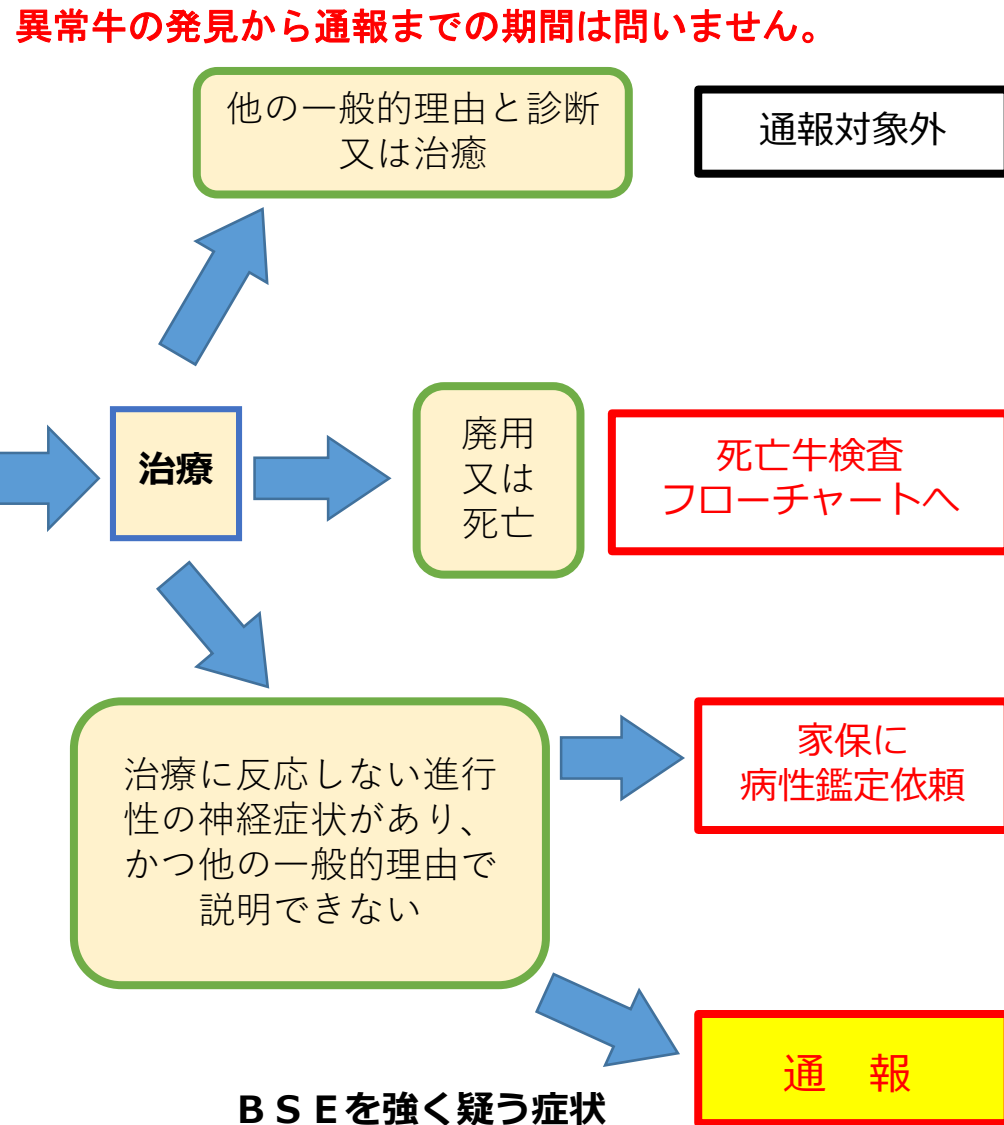 異常牛の発見から通報までの期間は問いません。
他の一般的理由と診断
又は治癒
通報対象外
治療
廃用
又は
死亡
死亡牛検査
フローチャートへ
治療に反応しない進行
性の神経症状があり、
かつ他の一般的理由で
説明できない
家保に
病性鑑定依頼
通　報
ＢＳＥを強く疑う症状